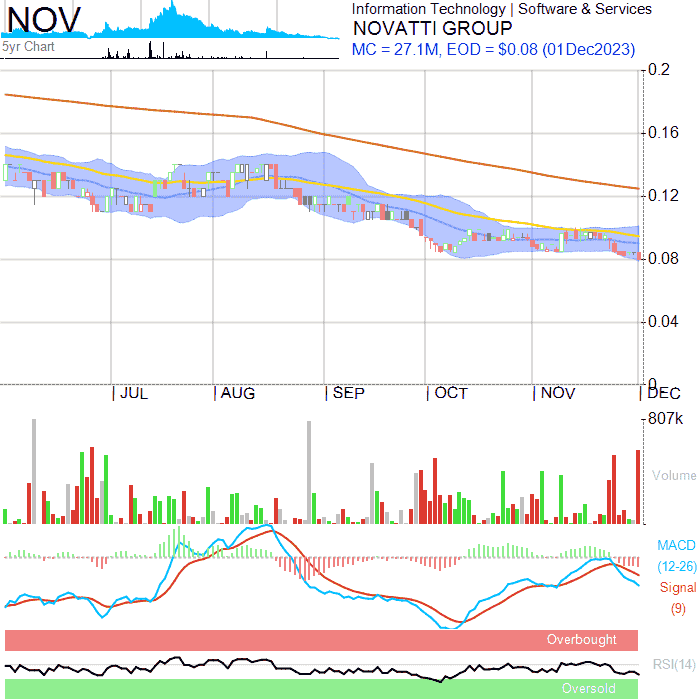 NOV
5yr Chart
Information Technology | Software & Services
NOVATTI GROUP
MC = 27.1M, EOD = $0.08 (01Dec2023)
0.2
0.16
0.12
0.08
0.04
0
| JUL | AUG | SEP | OCT | NOV | DEC
807k
Volume
MACD
(12-26)
Signal
(9)
Overbought
RSI(14)
Oversold